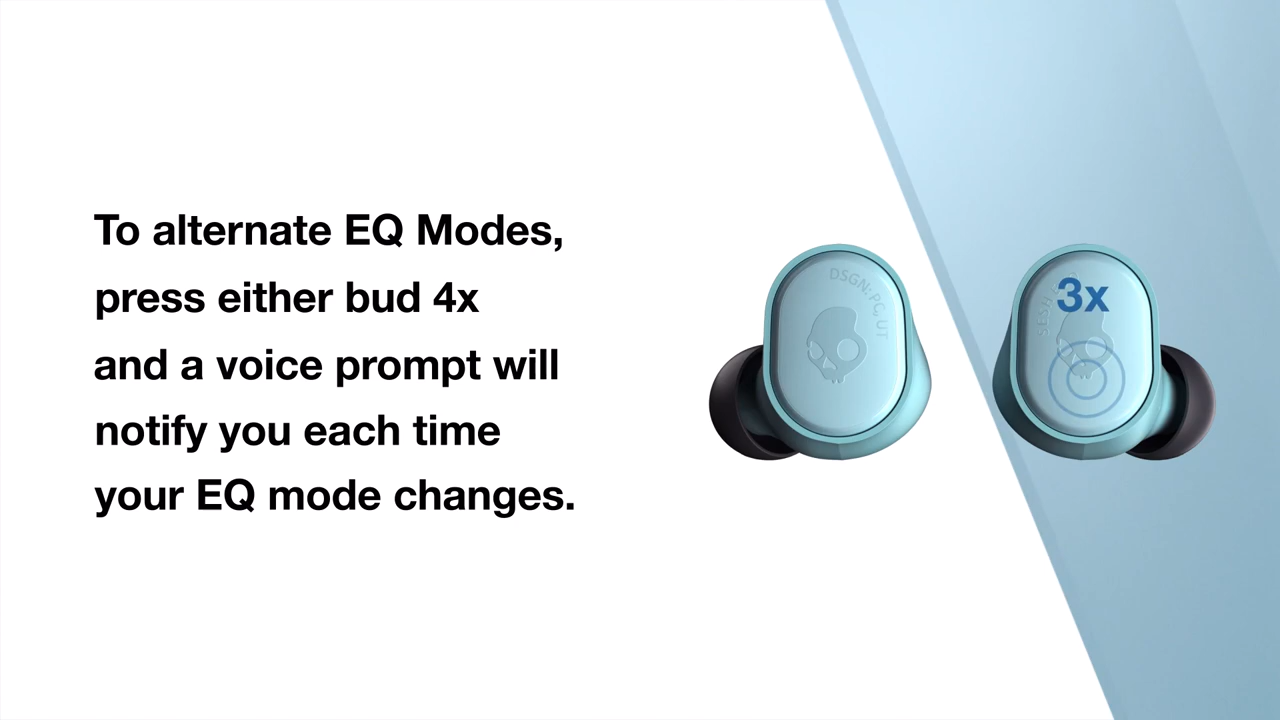 To alternate EQ Modes,
press either bud 4x
and a voice prompt will
notify you each time
your EQ mode changes.
DSGN: PC, UT
3x
SESH